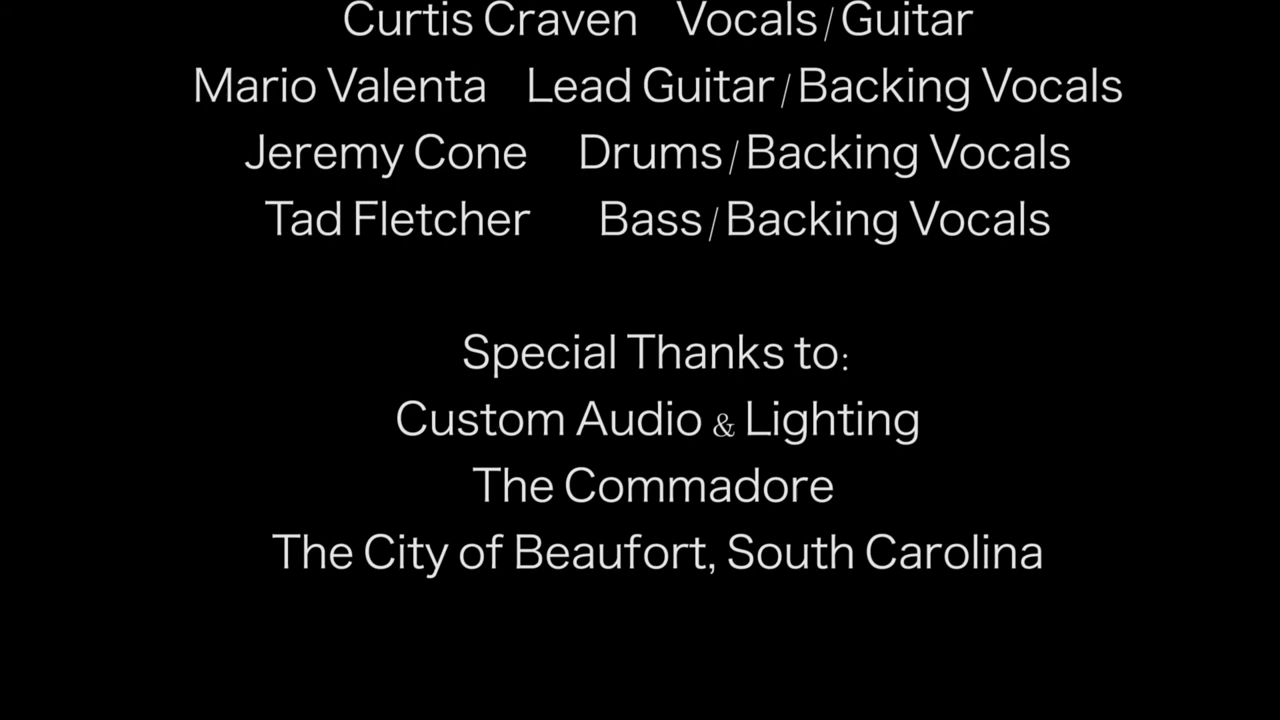 Curtis Craven Vocals/Guitar
Mario Valenta Lead Guitar/Backing Vocals
Jeremy Cone Drums/Backing Vocals
Tad Fletcher Bass/Backing Vocals
Special Thanks to:
Custom Audio & Lighting
The Commadore
The City of Beaufort, South Carolina